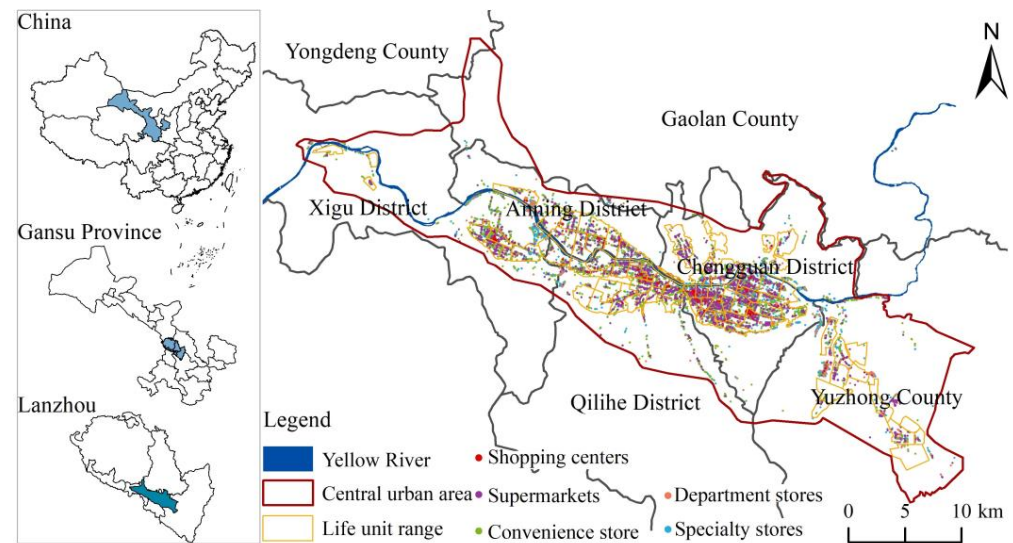 China
Gansu Province
Lanzhou
Yongdeng County
Gaolan County
N
Xigu District
Anning District
Chengguan District
Qilihe District
Yuzhong County
Legend
Yellow River
Central urban area
Life unit range
Shopping centers
Supermarkets
Convenience store
Department stores
Specialty stores
0 5 10 km